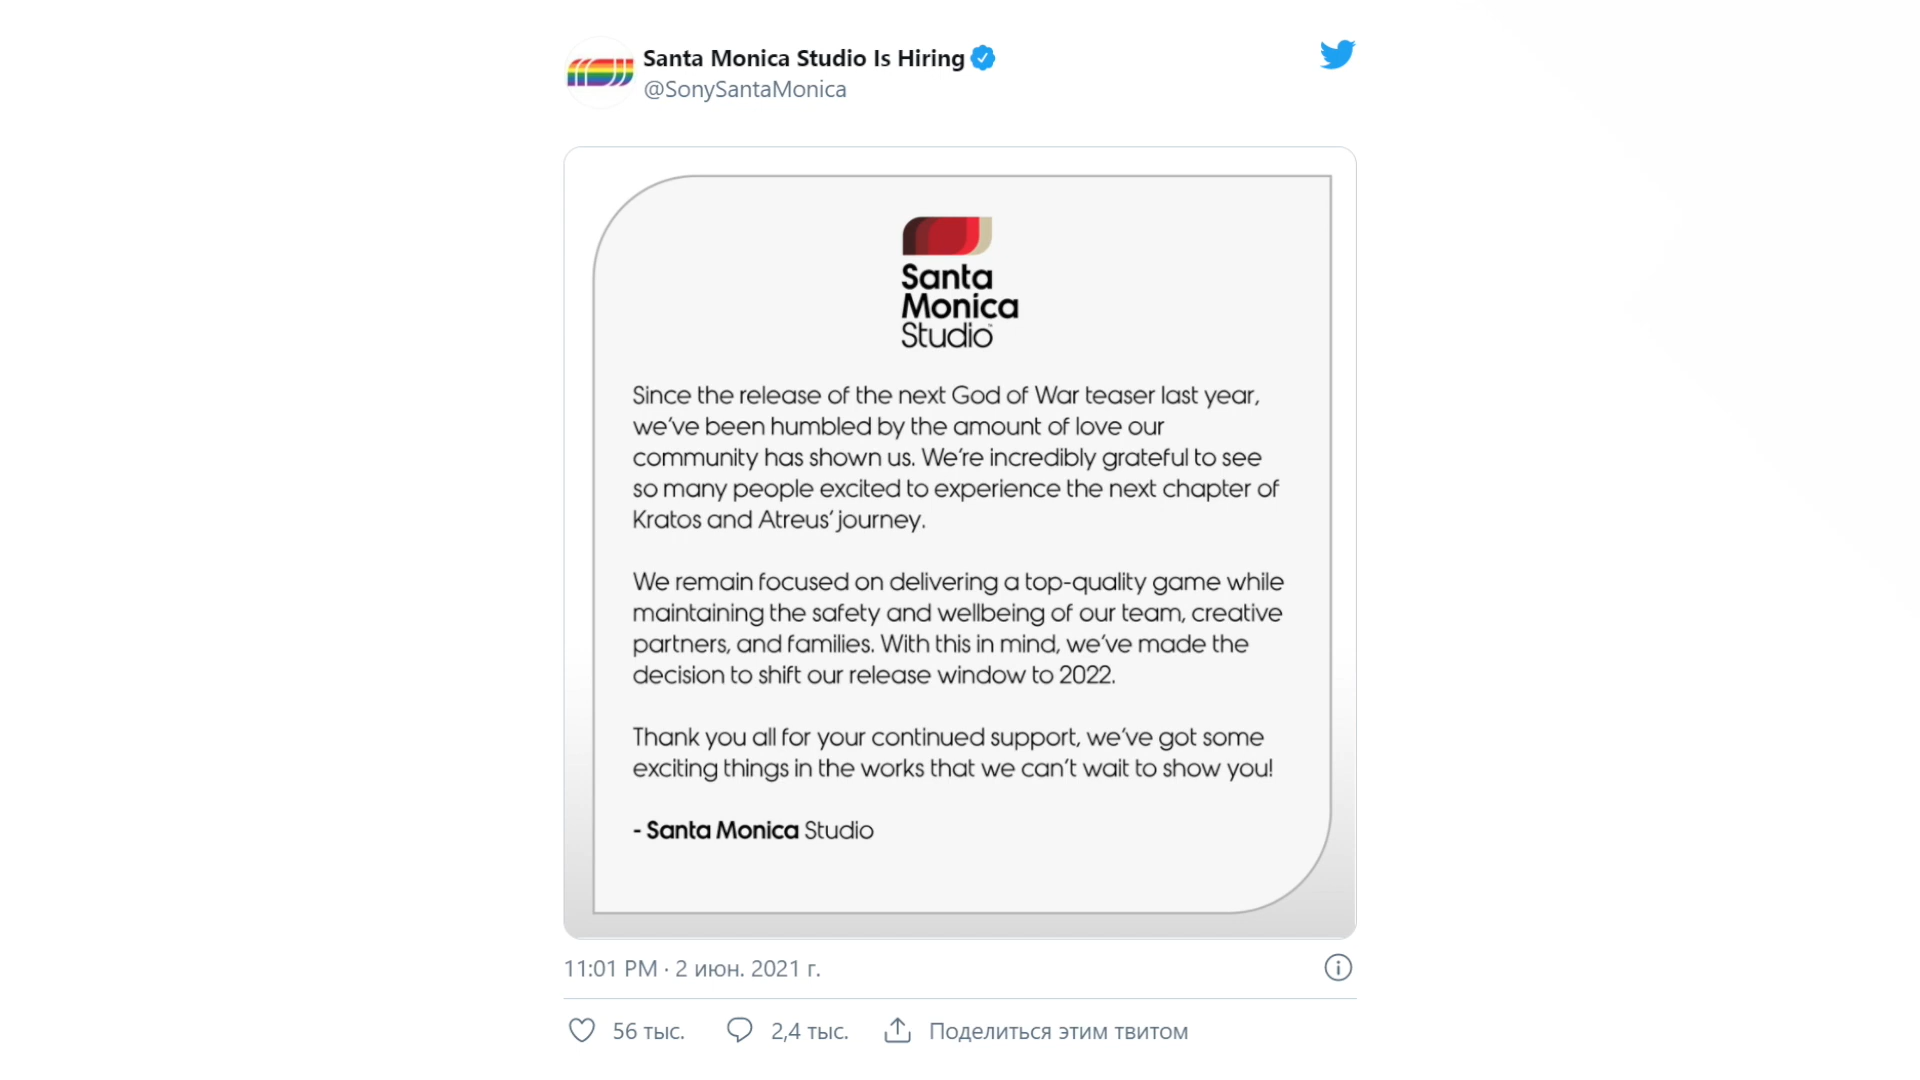 Santa Monica Studio Is Hiring
@SonySantaMonica
Santa
Monica
Studio™
Since the release of the next God of War teaser last year,
we’ve been humbled by the amount of love our
community has shown us. We’re incredibly grateful to see
so many people excited to experience the next chapter of
Kratos and Atreus’ journey.
We remain focused on delivering a top-quality game while
maintaining the safety and wellbeing of our team, creative
partners, and families. With this in mind, we’ve made the
decision to shift our release window to 2022.
Thank you all for your continued support, we’ve got some
exciting things in the works that we can’t wait to show you!
- Santa Monica Studio
11:01 PM · 2 июн. 2021 г.
56 тыс. 2,4 тыс. Поделиться этим твитом